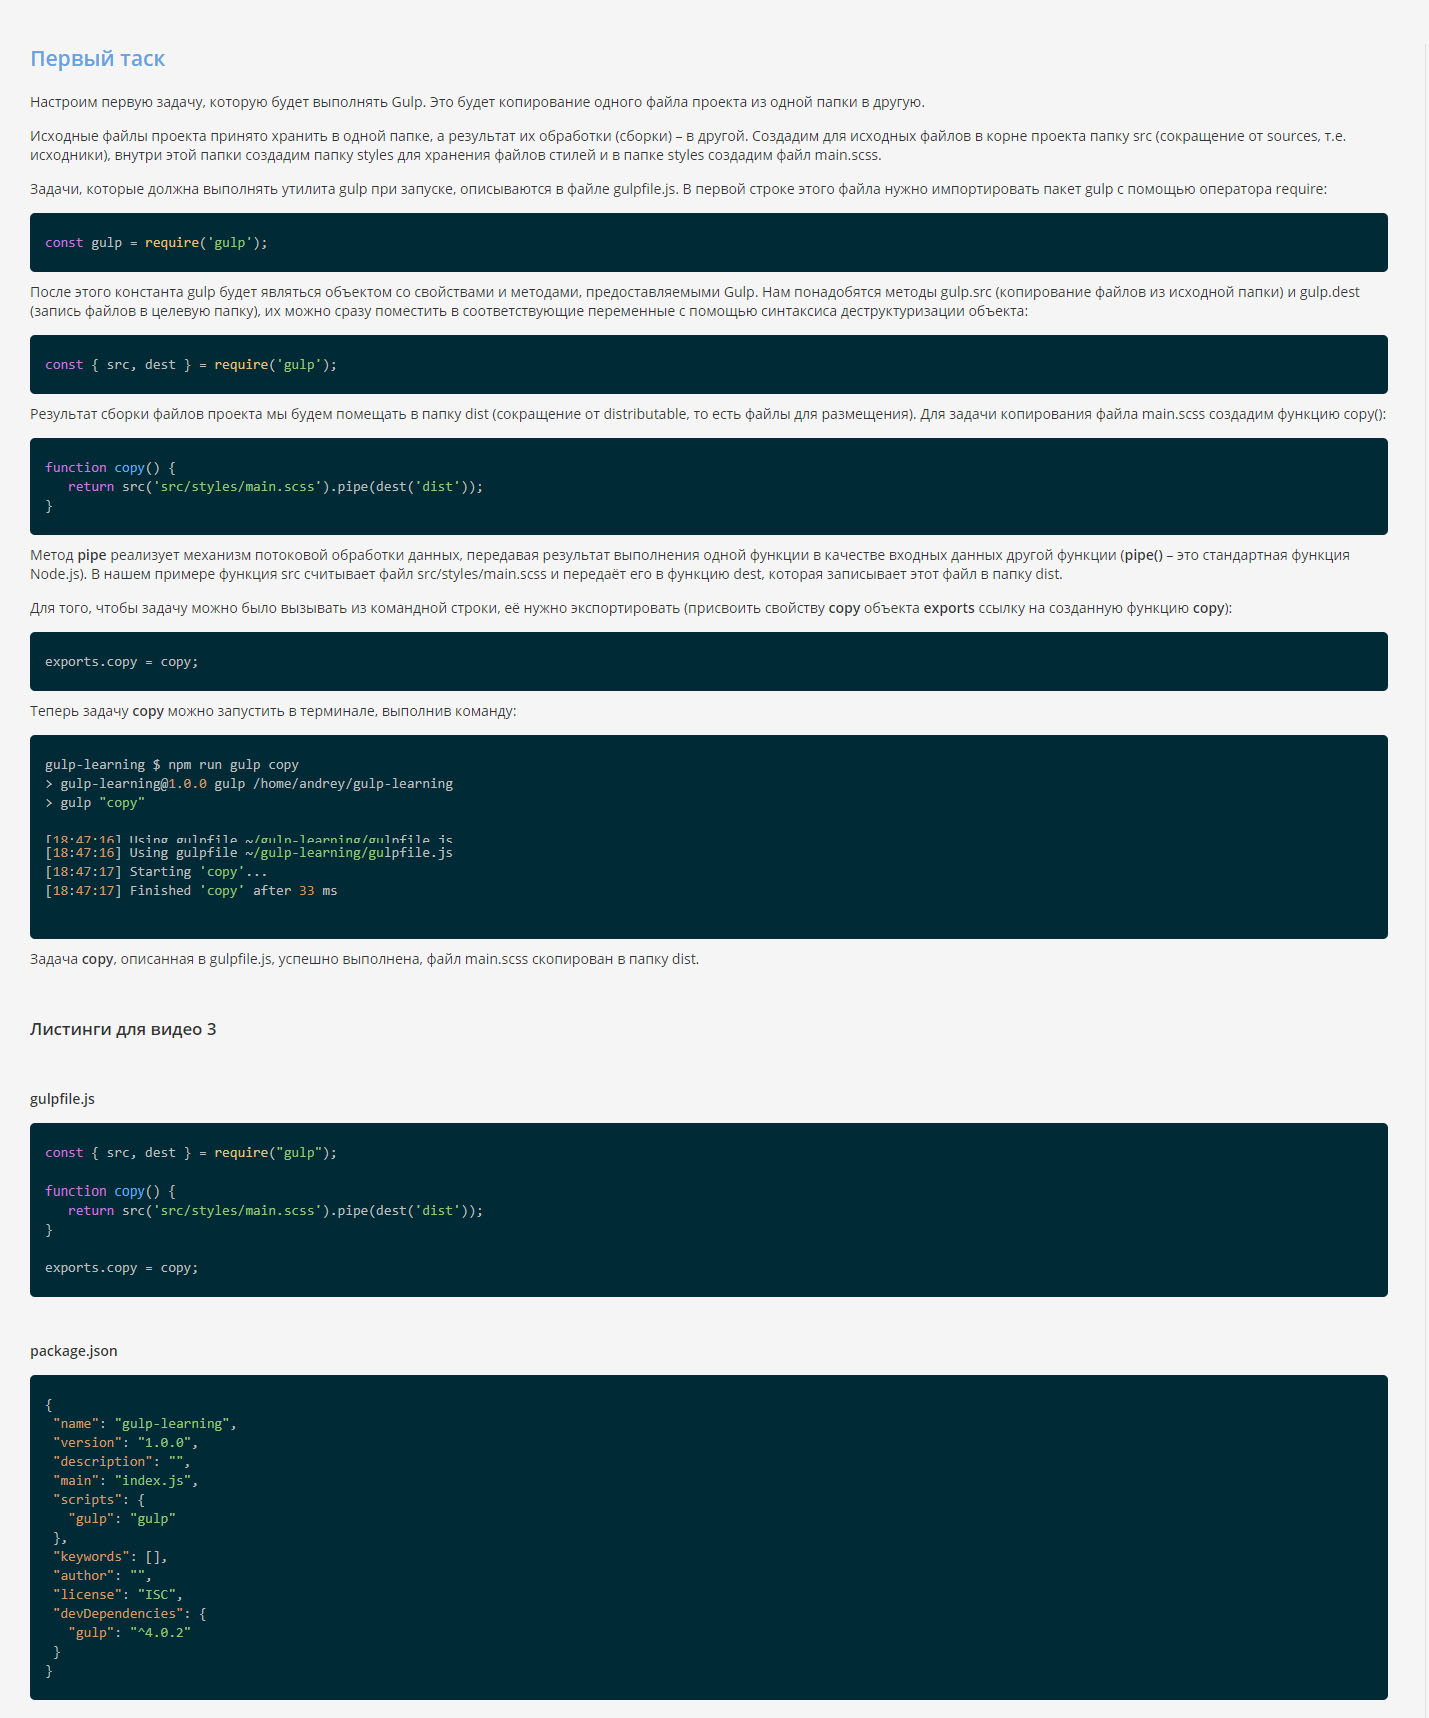 Первый таск
Настроим первую задачу, которую будет выполнять Gulp. Это будет копирование одного файла проекта из одной папки в другую.
Исходные файлы проекта принято хранить в одной папке, а результат их обработки (сборки) – в другой. Создадим для исходных файлов в корне проекта папку src (сокращение от sources, т.е.
исходники), внутри этой папки создадим папку styles для хранения файлов стилей и в папке styles создадим файл main.scss.
Задачи, которые должна выполнять утилита gulp при запуске, описываются в файле gulpfile.js. В первой строке этого файла нужно импортировать пакет gulp с помощью оператора require:
const gulp = require('gulp');
После этого константа gulp будет являться объектом со свойствами и методами, предоставляемыми Gulp. Нам понадобятся методы gulp.src (копирование файлов из исходной папки) и gulp.dest
(запись файлов в целевую папку), их можно сразу поместить в соответствующие переменные с помощью синтаксиса деструктуризации объекта:
const { src, dest } = require('gulp');
Результат сборки файлов проекта мы будем помещать в папку dist (сокращение от distributable, то есть файлы для размещения). Для задачи копирования файла main.scss создадим функцию copy():
function copy() {
   return src('src/styles/main.scss').pipe(dest('dist'));
}
Метод pipe реализует механизм потоковой обработки данных, передавая результат выполнения одной функции в качестве входных данных другой функции (pipe() – это стандартная функция
Node.js). В нашем примере функция src считывает файл src/styles/main.scss и передаёт его в функцию dest, которая записывает этот файл в папку dist.
Для того, чтобы задачу можно было вызывать из командной строки, её нужно экспортировать (присвоить свойству copy объекта exports ссылку на созданную функцию copy):
exports.copy = copy;
Теперь задачу copy можно запустить в терминале, выполнив команду:
gulp-learning $ npm run gulp copy
> gulp-learning@1.0.0 gulp /home/andrey/gulp-learning
> gulp "copy"
[18:47:16] Using gulpfile ~/gulp-learning/gulpfile.js
[18:47:16] Using gulpfile ~/gulp-learning/gulpfile.js
[18:47:17] Starting 'copy'...
[18:47:17] Finished 'copy' after 33 ms
Задача copy, описанная в gulpfile.js, успешно выполнена, файл main.scss скопирован в папку dist.
Листинги для видео 3
gulpfile.js
const { src, dest } = require("gulp");
function copy() {
   return src('src/styles/main.scss').pipe(dest('dist'));
}
exports.copy = copy;
package.json
{
 "name": "gulp-learning",
 "version": "1.0.0",
 "description": "",
 "main": "index.js",
 "scripts": {
   "gulp": "gulp"
 },
 "keywords": [],
 "author": "",
 "license": "ISC",
 "devDependencies": {
   "gulp": "^4.0.2"
 }
}